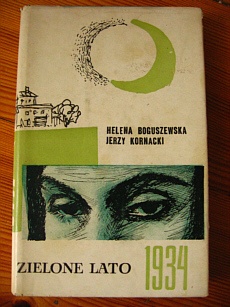 HELENA BOGUSZEWSKA
JERZY KORNACKI
ZIELONE LATO 1934